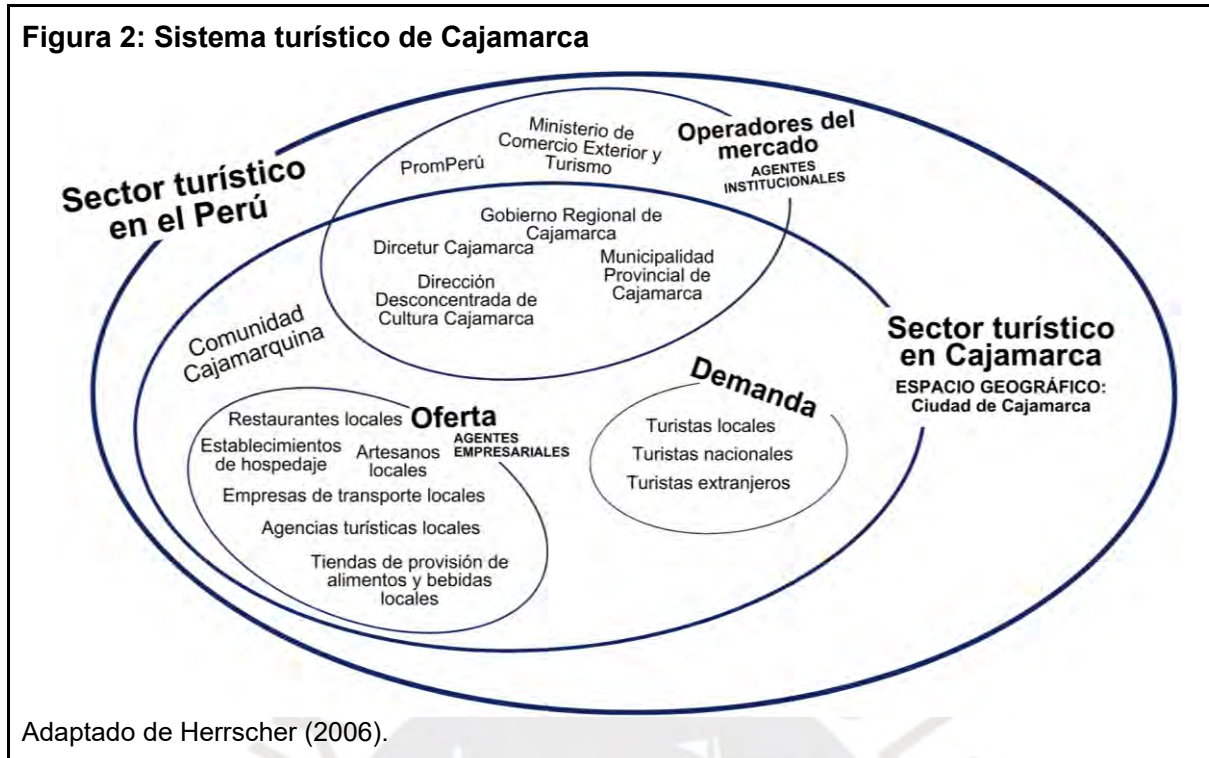 Figura 2: Sistema turístico de Cajamarca
Sector turístico
en el Perú
PromPerú
Ministerio de
Comercio Exterior y
Turismo
Operadores del
mercado
AGENTES
INSTITUCIONALES
Gobierno Regional de
Cajamarca
Dircetur Cajamarca
Municipalidad
Provincial de
Cajamarca
Dirección
Desconcentrada de
Cultura Cajamarca
Comunidad
Cajamarquina
Sector turístico
en Cajamarca
ESPACIO GEOGRÁFICO:
Ciudad de Cajamarca
Oferta
AGENTES
EMPRESARIALES
Restaurantes locales
Establecimientos
de hospedaje
Artesanos
locales
Empresas de transporte locales
Agencias turísticas locales
Tiendas de provisión de
alimentos y bebidas
locales
Demanda
Turistas locales
Turistas nacionales
Turistas extranjeros
Adaptado de Herrscher (2006).